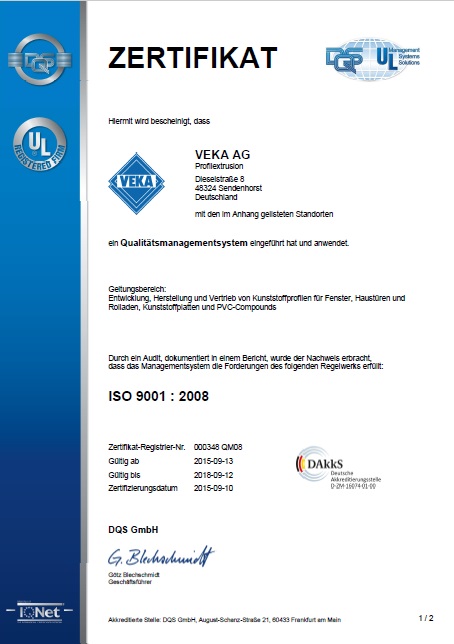 ZERTIFIKAT
DQS
UL
Management
Systems
Solutions
DQS
UL
REGISTERED FIRM
Hiermit wird bescheinigt, dass
VEKA
VEKA AG
Profilextrusion
Dieselstraße 8
48324 Sendenhorst
Deutschland
mit den im Anhang gelisteten Standorten
ein Qualitätsmanagementsystem eingeführt hat und anwendet.
Geltungsbereich:
Entwicklung, Herstellung und Vertrieb von Kunststoffprofilen für Fenster, Haustüren und
Rolladen, Kunststoffplatten und PVC-Compounds
Durch ein Audit, dokumentiert in einem Bericht, wurde der Nachweis erbracht,
dass das Managementsystem die Forderungen des folgenden Regelwerks erfüllt:
ISO 9001 : 2008
Zertifikat-Registrier-Nr. 000348 QM08
Gültig ab 2015-09-13
Gültig bis 2018-09-12
Zertifizierungsdatum 2015-09-10
DAkkS
Deutsche
Akkreditierungsstelle
D-ZM-16074-01-00
DQS GmbH
G. Blechschmidt
Götz Blechschmidt
Geschäftsführer
IQNet
Akkreditierte Stelle: DQS GmbH, August-Schanz-Straße 21, 60433 Frankfurt am Main
1 / 2